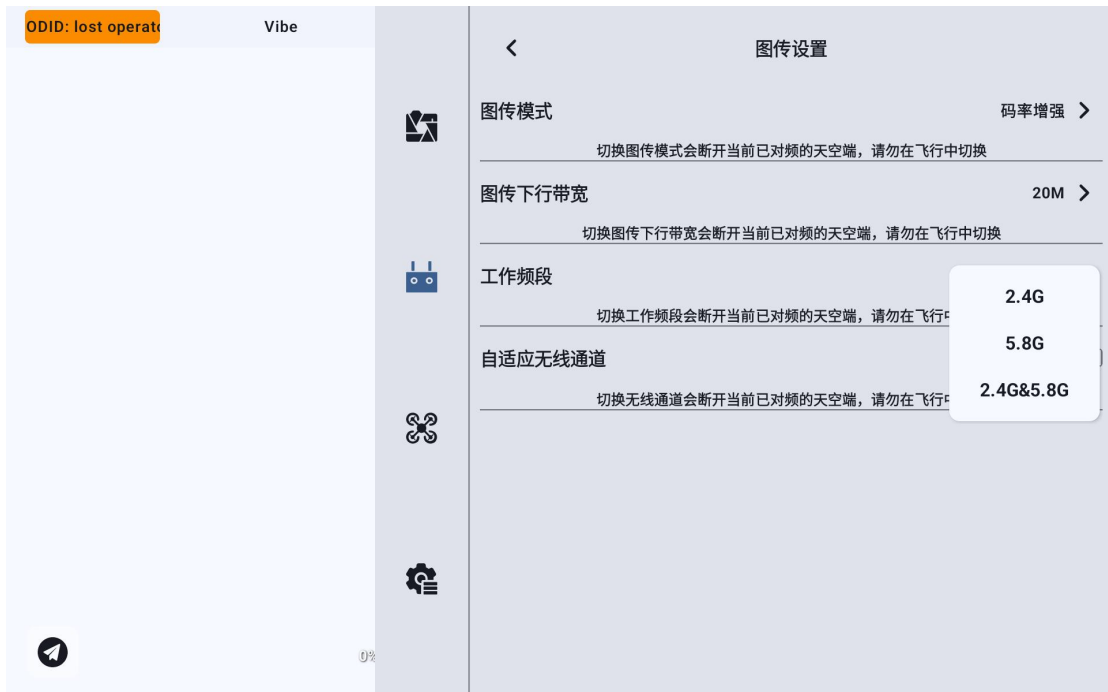 ODID: lost operato
Vibe
图传设置
图传模式
码率增强
切换图传模式会断开当前已对频的天空端，请勿在飞行中切换
图传下行带宽
20M
切换图传下行带宽会断开当前已对频的天空端，请勿在飞行中切换
工作频段
2.4G
切换工作频段会断开当前已对频的天空端，请勿在飞行中
5.8G
自适应无线通道
2.4G&5.8G
切换无线通道会断开当前已对频的天空端，请勿在飞行中
0%